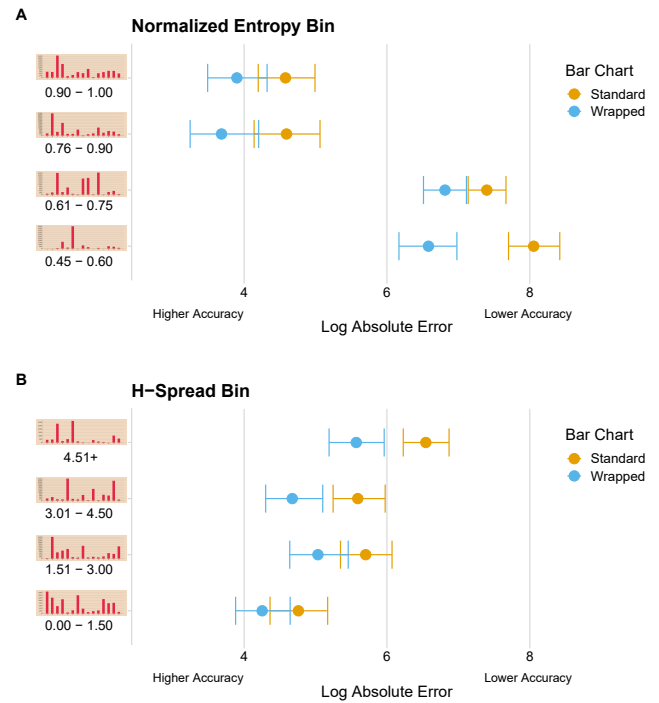 A
Normalized Entropy Bin
0.90 − 1.00
0.76 − 0.90
0.61 − 0.75
0.45 − 0.60
4 6 8
Higher Accuracy Lower Accuracy
Log Absolute Error
Bar Chart
Standard
Wrapped
B
H−Spread Bin
4.51+
3.01 − 4.50
1.51 − 3.00
0.00 − 1.50
4 6 8
Higher Accuracy Lower Accuracy
Log Absolute Error
Bar Chart
Standard
Wrapped